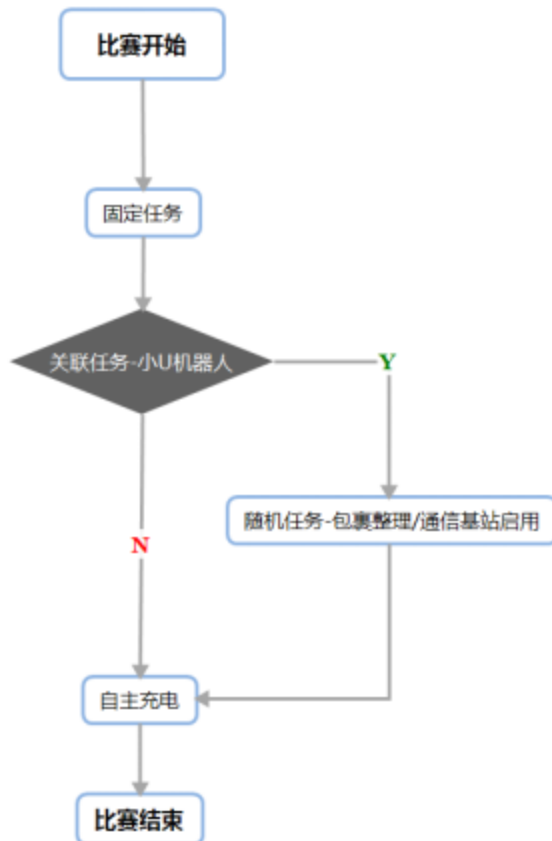 比赛开始
固定任务
关联任务-小U机器人
Y
随机任务-包裹整理/通信基站启用
N
自主充电
比赛结束